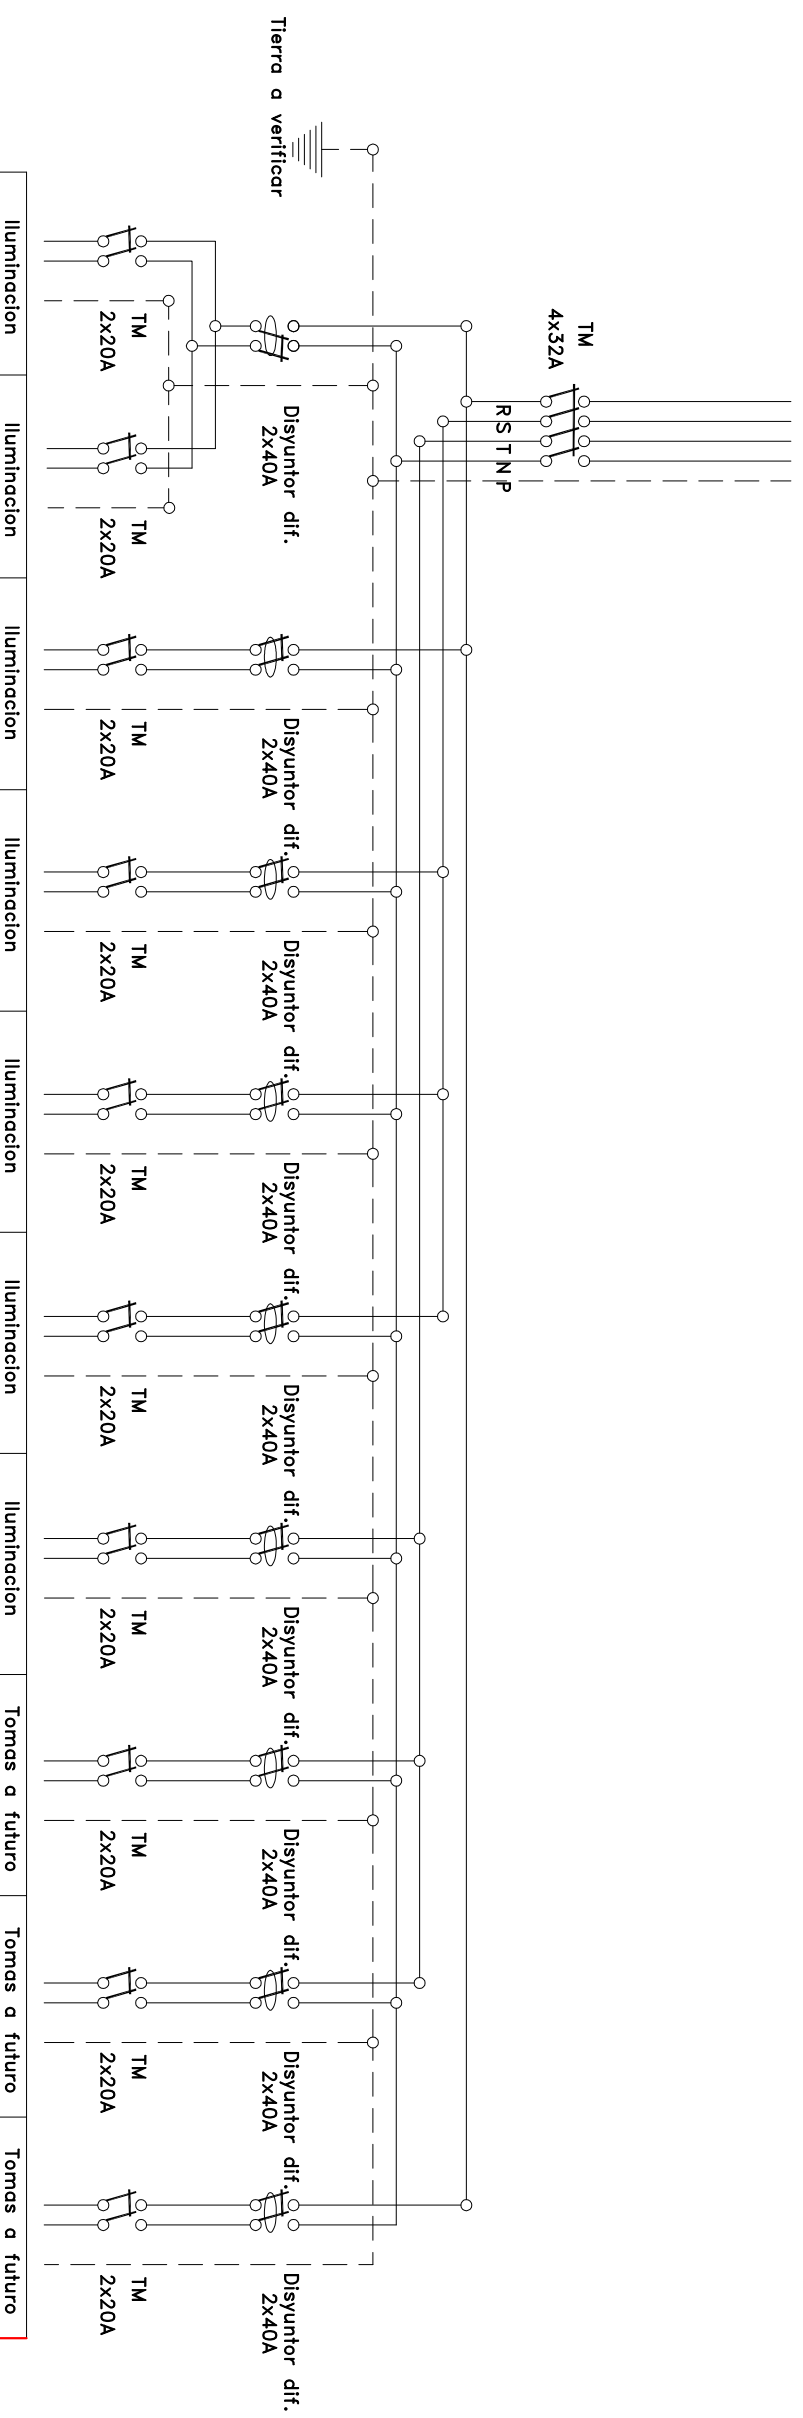 TM
4x32A
R S T N P
Tierra a verificar
Disyuntor dif.
2x40A
Disyuntor dif.
2x40A
Disyuntor dif.
2x40A
Disyuntor dif.
2x40A
Disyuntor dif.
2x40A
Disyuntor dif.
2x40A
Disyuntor dif.
2x40A
Disyuntor dif.
2x40A
Disyuntor dif.
2x40A
TM
2x20A
TM
2x20A
TM
2x20A
TM
2x20A
TM
2x20A
TM
2x20A
TM
2x20A
TM
2x20A
TM
2x20A
TM
2x20A
Iluminacion
Iluminacion
Iluminacion
Iluminacion
Iluminacion
Iluminacion
Iluminacion
Tomas a futuro
Tomas a futuro
Tomas a futuro